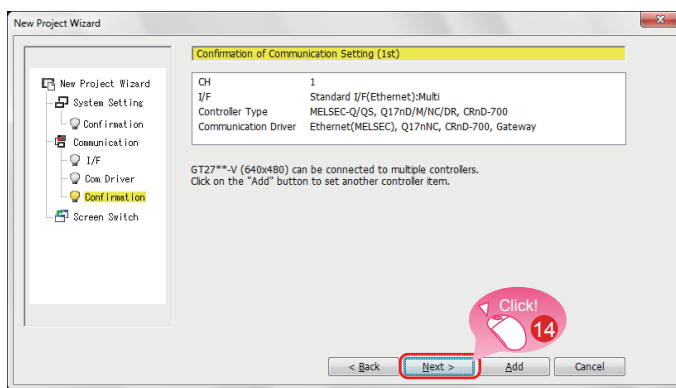 New Project Wizard
X
Confirmation of Communication Setting (1st)
New Project Wizard
System Setting
Confirmation
Communication
I/F
Com. Driver
Confirmation
Screen Switch
CH 1
I/F Standard I/F(Ethernet):Multi
Controller Type MELSEC-Q/QS, Q17nD/M/NC/DR, CRnD-700
Communication Driver Ethernet(MELSEC), Q17nNC, CRnD-700, Gateway
GT27**-V (640x480) can be connected to multiple controllers.
Click on the "Add" button to set another controller item.
Click!
14
< Back Next > Add Cancel